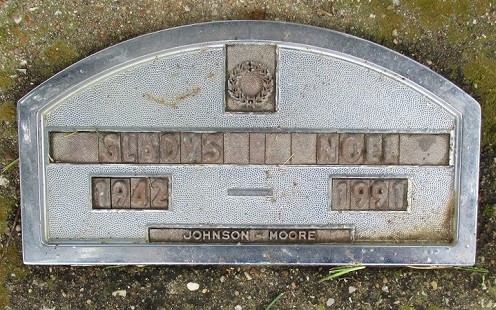 GLADYS NOEL
1942 - 1991
JOHNSON - MOORE